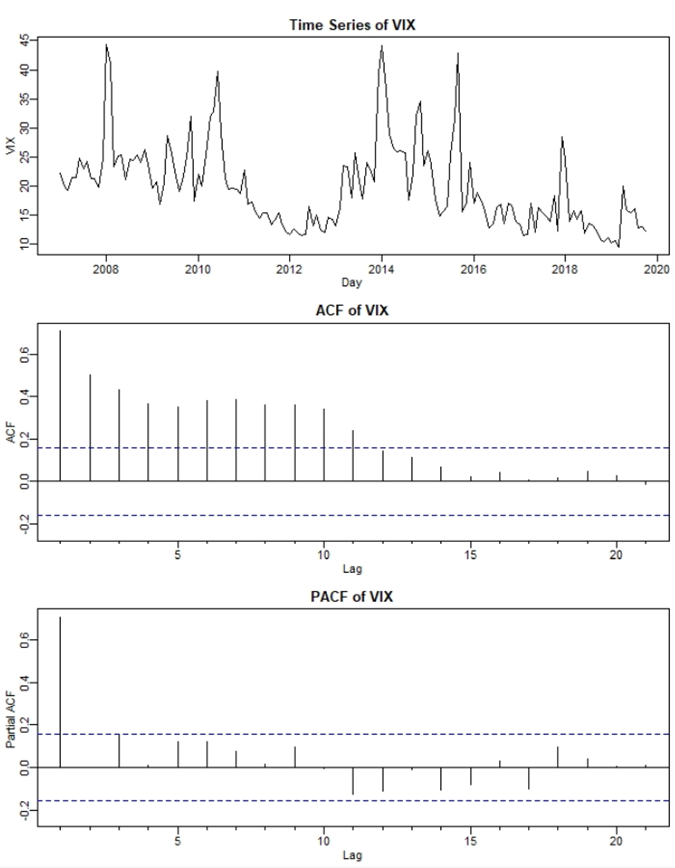 Time Series of VIX
45
40
35
30
25
20
15
10
VIX
2008 2010 2012 2014 2016 2018 2020
Day
ACF of VIX
0.6
0.4
0.2
0.0
-0.2
ACF
5 10 15 20
Lag
PACF of VIX
0.6
0.4
0.2
0.0
-0.2
Partial ACF
5 10 15 20
Lag